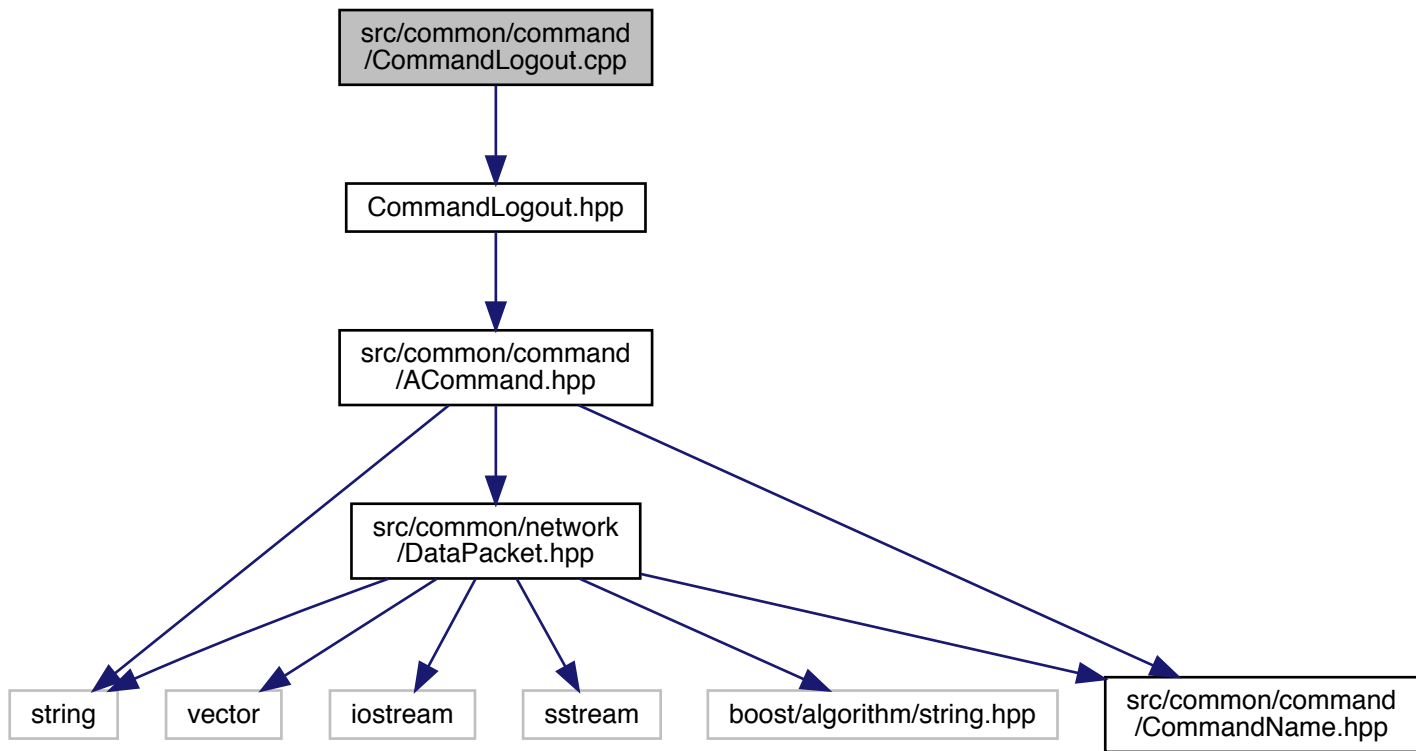 src/common/command
/CommandLogout.cpp
CommandLogout.hpp
src/common/command
/ACommand.hpp
src/common/network
/DataPacket.hpp
string
vector
iostream
sstream
boost/algorithm/string.hpp
src/common/command
/CommandName.hpp